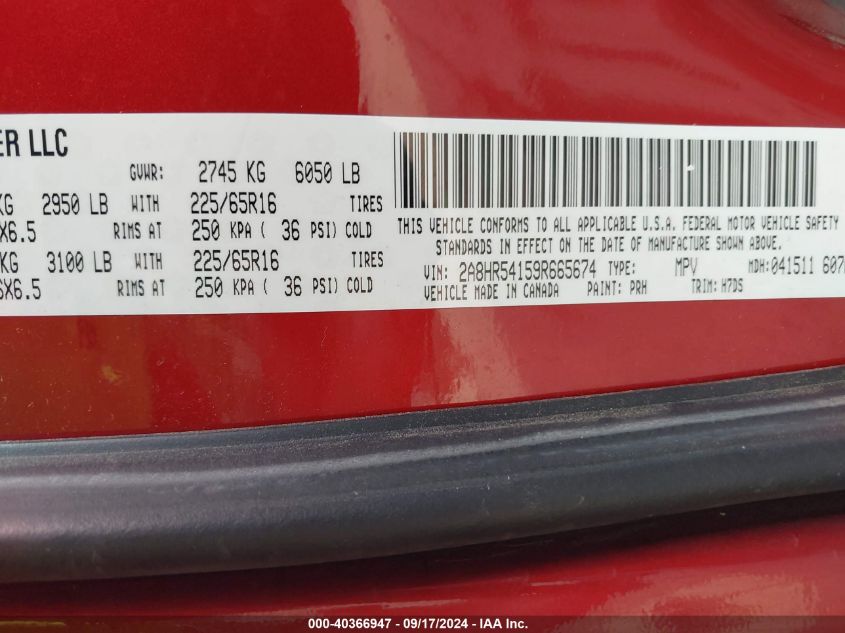 ER LLC
GVWR: 2745 KG 6050 LB
KG 2950 LB WITH 225/65R16 TIRES
X6.5 RIMS AT 250 KPA ( 36 PSI) COLD
KG 3100 LB WITH 225/65R16 TIRES
6X6.5 RIMS AT 250 KPA ( 36 PSI) COLD
THIS VEHICLE CONFORMS TO ALL APPLICABLE U.S.A. FEDERAL MOTOR VEHICLE SAFETY
STANDARDS IN EFFECT ON THE DATE OF MANUFACTURE SHOWN ABOVE.
VIN: 2A8HR54159R665674 TYPE: MPV MDH: 041511 607
VEHICLE MADE IN CANADA PAINT: PRH TRIM: H7DS
000-40366947 / 09/17/2024 - IAA Inc.